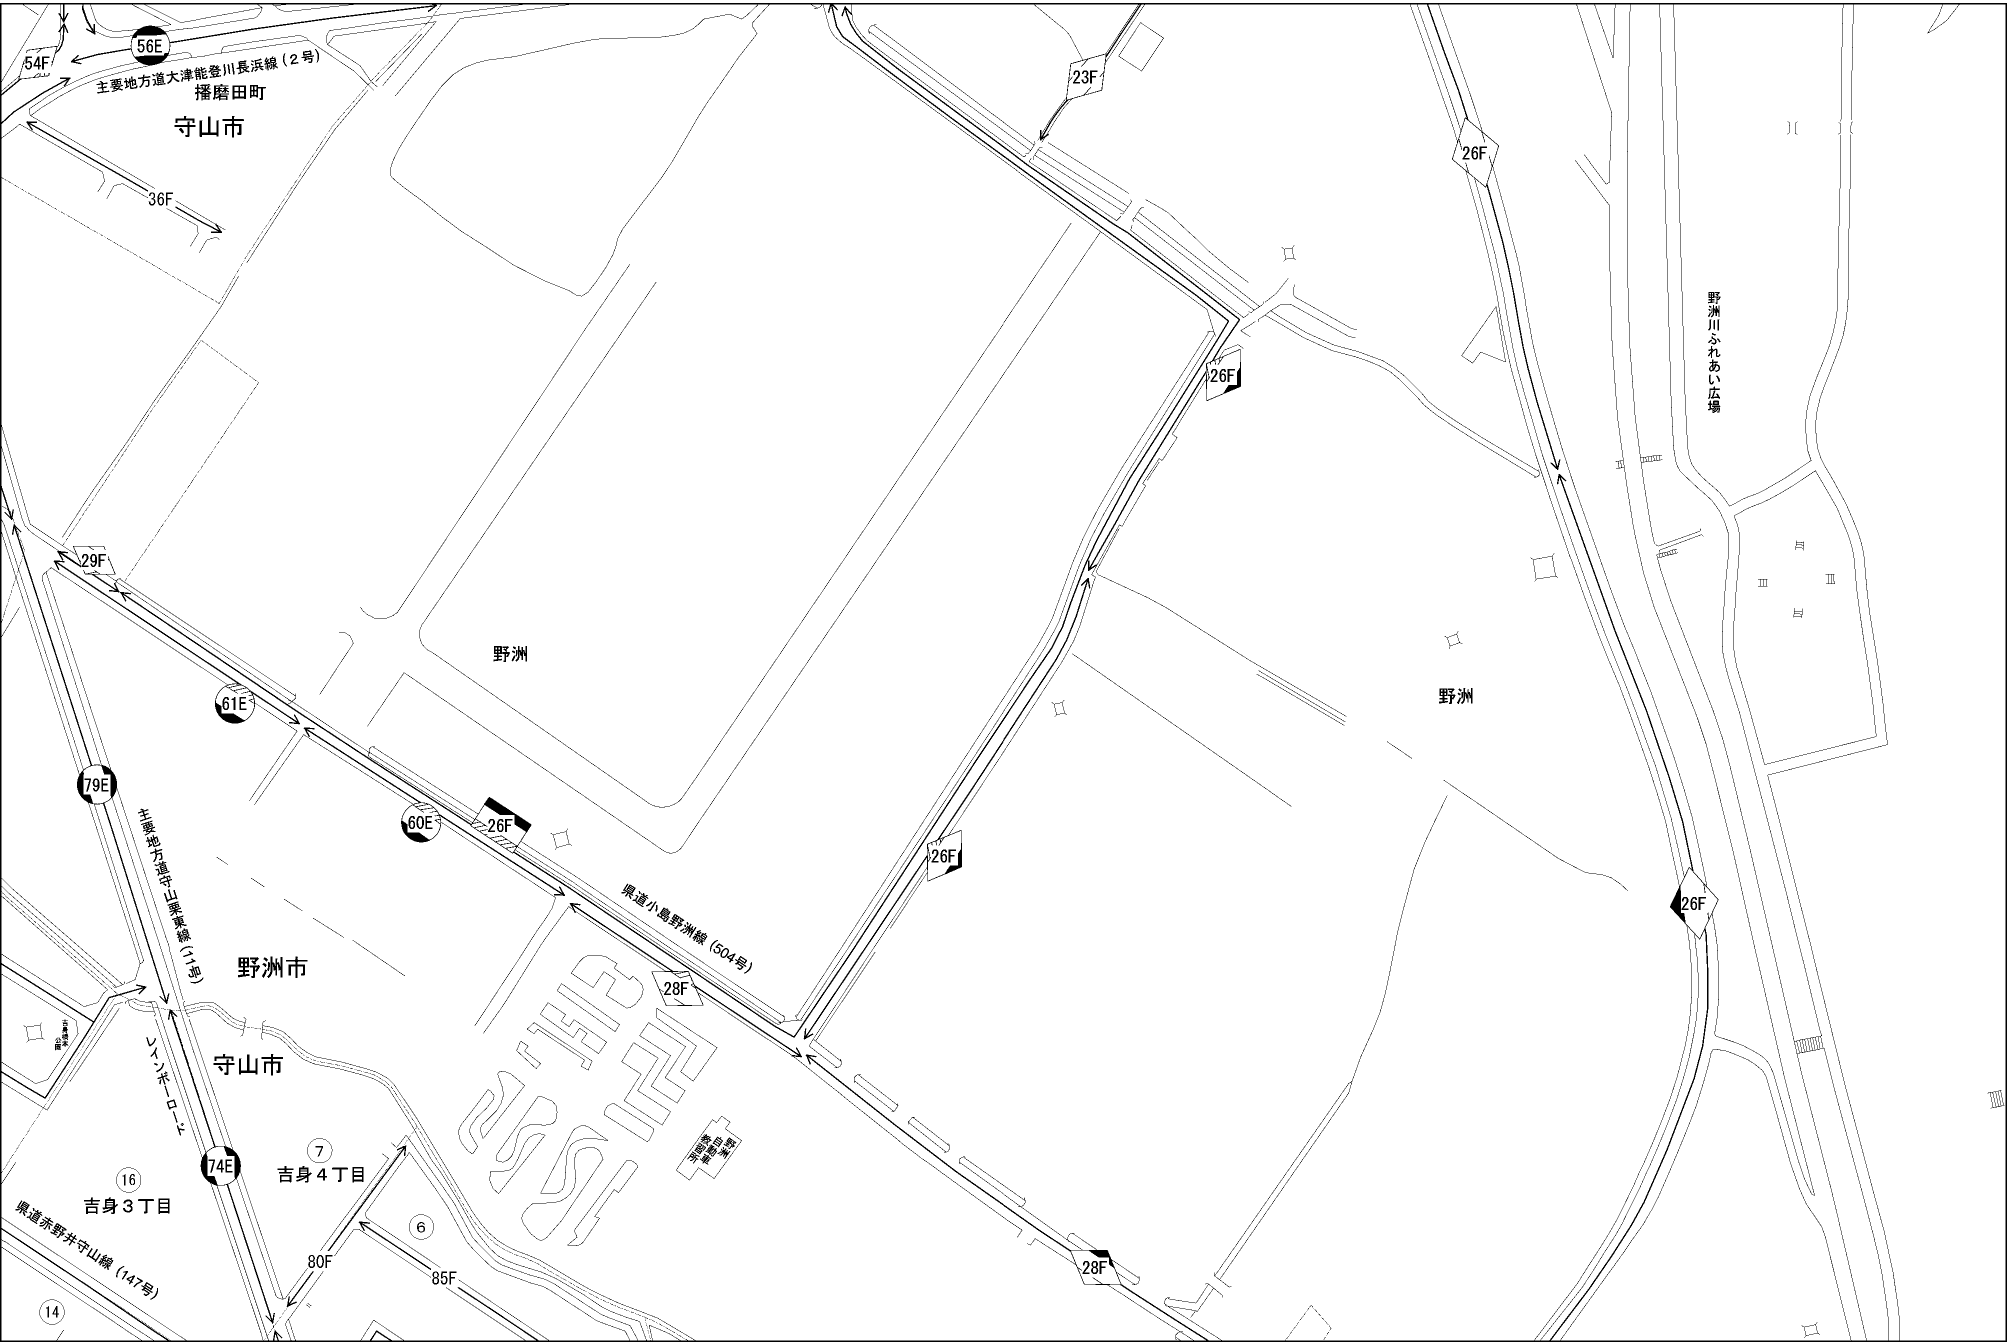 56E
54F
主要地方道大津能登川長浜線（２号）
播磨田町
守山市
36F
23F
26F
野洲川ふれあい広場
26F
29F
野洲
野洲
61E
79E
主要地方道守山栗東線（１１号）
60E
26F
26F
26F
県道小島野洲線（504号）
野洲市
28F
吉身橋本
公園
レインボーロード
守山市
野洲
自動車
教習所
7
吉身４丁目
74E
16
吉身３丁目
県道赤野井守山線（147号）
6
80F
85F
28F
14